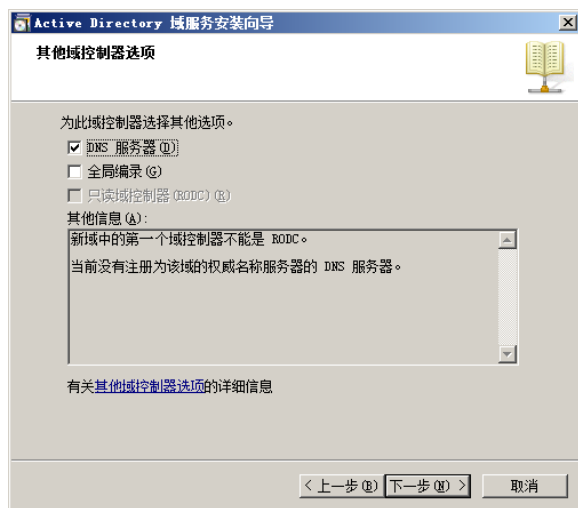 Active Directory 域服务安装向导
其他域控制器选项
为此域控制器选择其他选项。
DNS 服务器(D)
全局编录(G)
只读域控制器(RODC)(R)
其他信息(A):
新域中的第一个域控制器不能是 RODC。
当前没有注册为该域的权威名称服务器的 DNS 服务器。
有关其他域控制器选项的详细信息
< 上一步(B) 下一步(N) > 取消